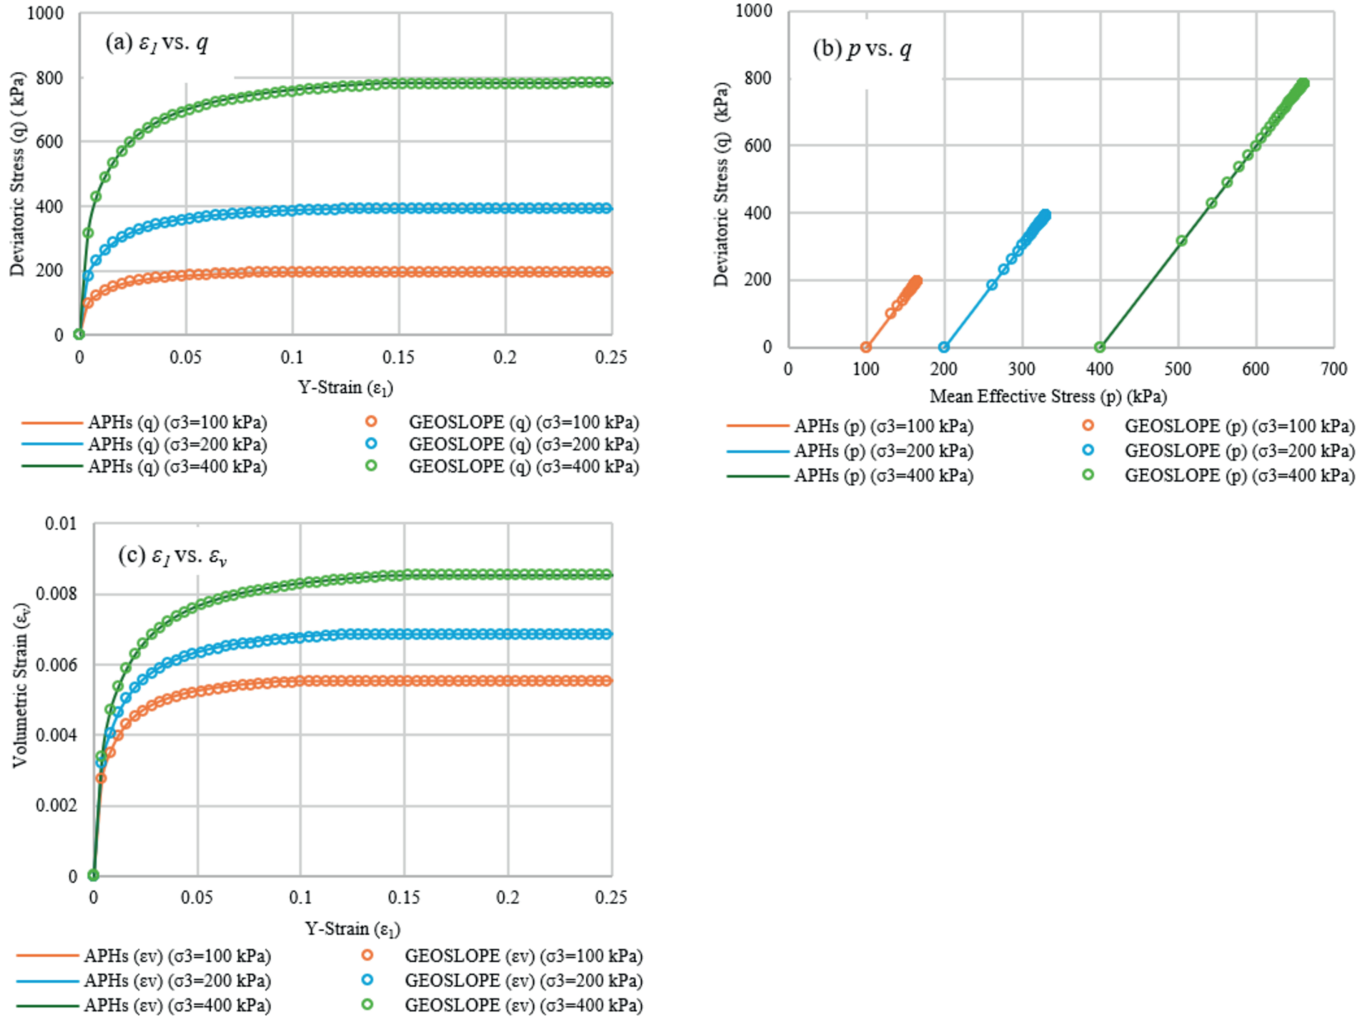 (a) ε1 vs. q
1000
800
600
400
200
0
Deviatoric Stress (q) ( kPa)
0 0.05 0.1 0.15 0.2 0.25
Y-Strain (ε1)
APHs (q) (σ3=100 kPa) GEOSLOPE (q) (σ3=100 kPa)
APHs (q) (σ3=200 kPa) GEOSLOPE (q) (σ3=200 kPa)
APHs (q) (σ3=400 kPa) GEOSLOPE (q) (σ3=400 kPa)
(b) p vs. q
1000
800
600
400
200
0
Deviatoric Stress (q) (kPa)
0 100 200 300 400 500 600 700
Mean Effective Stress (p) (kPa)
APHs (p) (σ3=100 kPa) GEOSLOPE (p) (σ3=100 kPa)
APHs (p) (σ3=200 kPa) GEOSLOPE (p) (σ3=200 kPa)
APHs (p) (σ3=400 kPa) GEOSLOPE (p) (σ3=400 kPa)
(c) ε1 vs. εv
0.01
0.008
0.006
0.004
0.002
0
Volumetric Strain (εv)
0 0.05 0.1 0.15 0.2 0.25
Y-Strain (ε1)
APHs (εv) (σ3=100 kPa) GEOSLOPE (εv) (σ3=100 kPa)
APHs (εv) (σ3=200 kPa) GEOSLOPE (εv) (σ3=200 kPa)
APHs (εv) (σ3=400 kPa) GEOSLOPE (εv) (σ3=400 kPa)